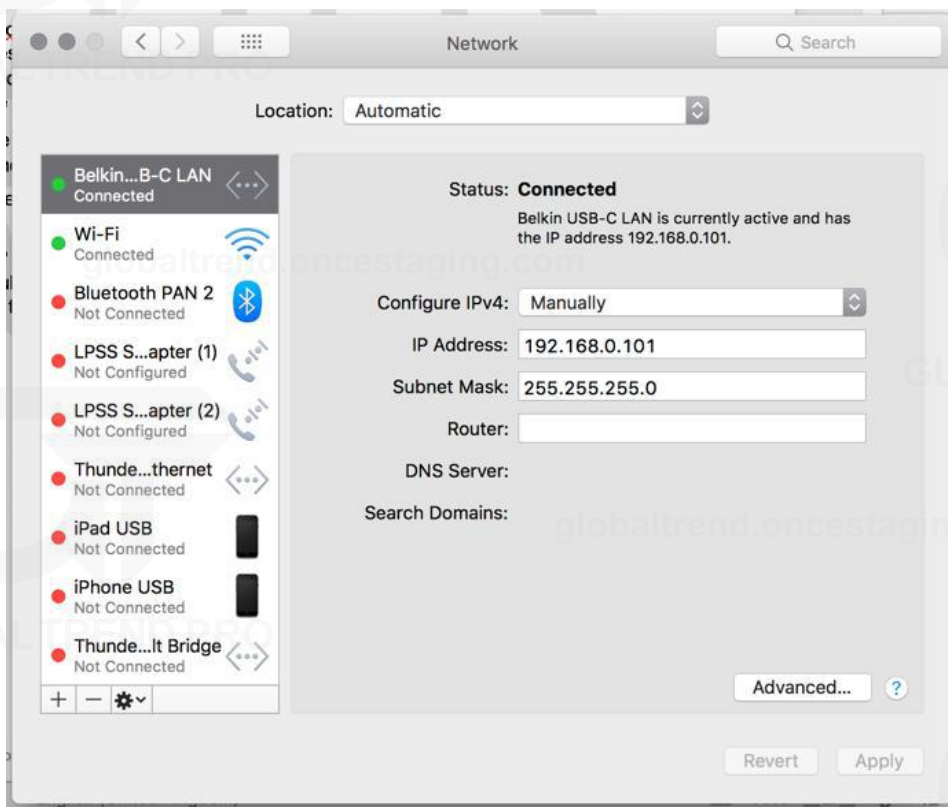 Network
Search
Location: Automatic
Belkin...B-C LAN
Connected
Wi-Fi
Connected
Bluetooth PAN 2
Not Connected
LPSS S...apter (1)
Not Configured
LPSS S...apter (2)
Not Configured
Thunde...thernet
Not Connected
iPad USB
Not Connected
iPhone USB
Not Connected
Thunde...lt Bridge
Not Connected
Status: Connected
Belkin USB-C LAN is currently active and has
the IP address 192.168.0.101.
Configure IPv4: Manually
IP Address: 192.168.0.101
Subnet Mask: 255.255.255.0
Router:
DNS Server:
Search Domains:
Advanced... ?
Revert Apply
globaltrend.oncestaging.com
TREND PRO